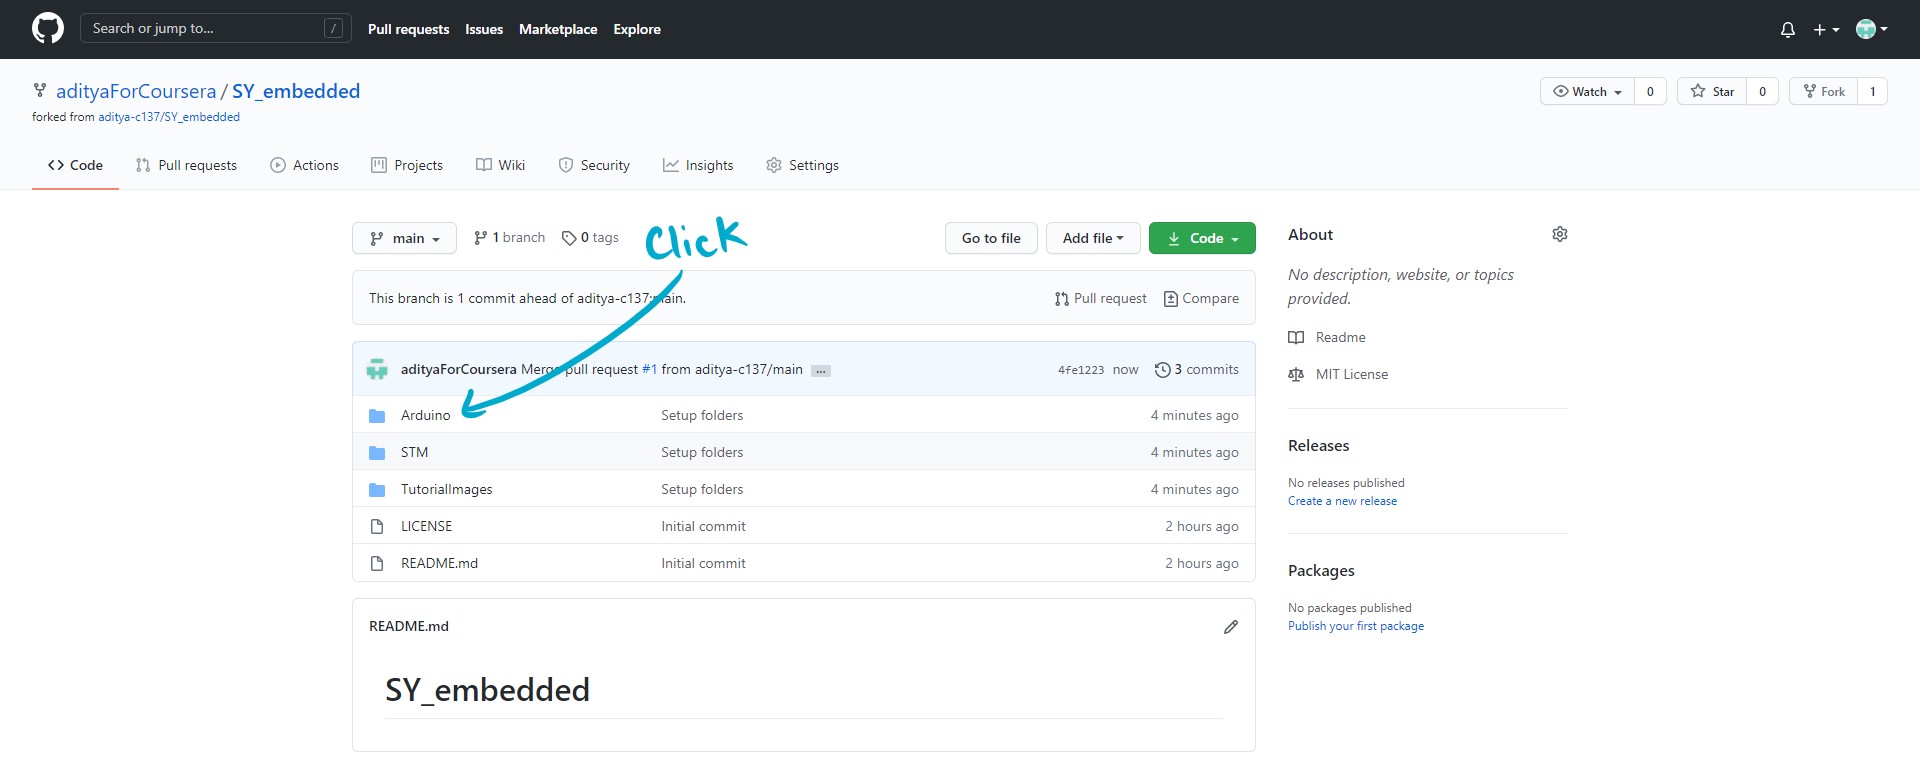 Search or jump to... /
Pull requests Issues Marketplace Explore
adityaForCoursera / SY_embedded
Watch 0 Star 0 Fork 1
forked from aditya-c137/SY_embedded
Code Pull requests Actions Projects Wiki Security Insights Settings
main 1 branch 0 tags
Click
Go to file Add file Code
This branch is 1 commit ahead of aditya-c137:main.
Pull request Compare
adityaForCoursera Merge pull request #1 from aditya-c137/main ... 4fe1223 now 3 commits
Arduino Setup folders 4 minutes ago
STM Setup folders 4 minutes ago
TutorialImages Setup folders 4 minutes ago
LICENSE Initial commit 2 hours ago
README.md Initial commit 2 hours ago
README.md
SY_embedded
About
No description, website, or topics
provided.
Readme
MIT License
Releases
No releases published
Create a new release
Packages
No packages published
Publish your first package